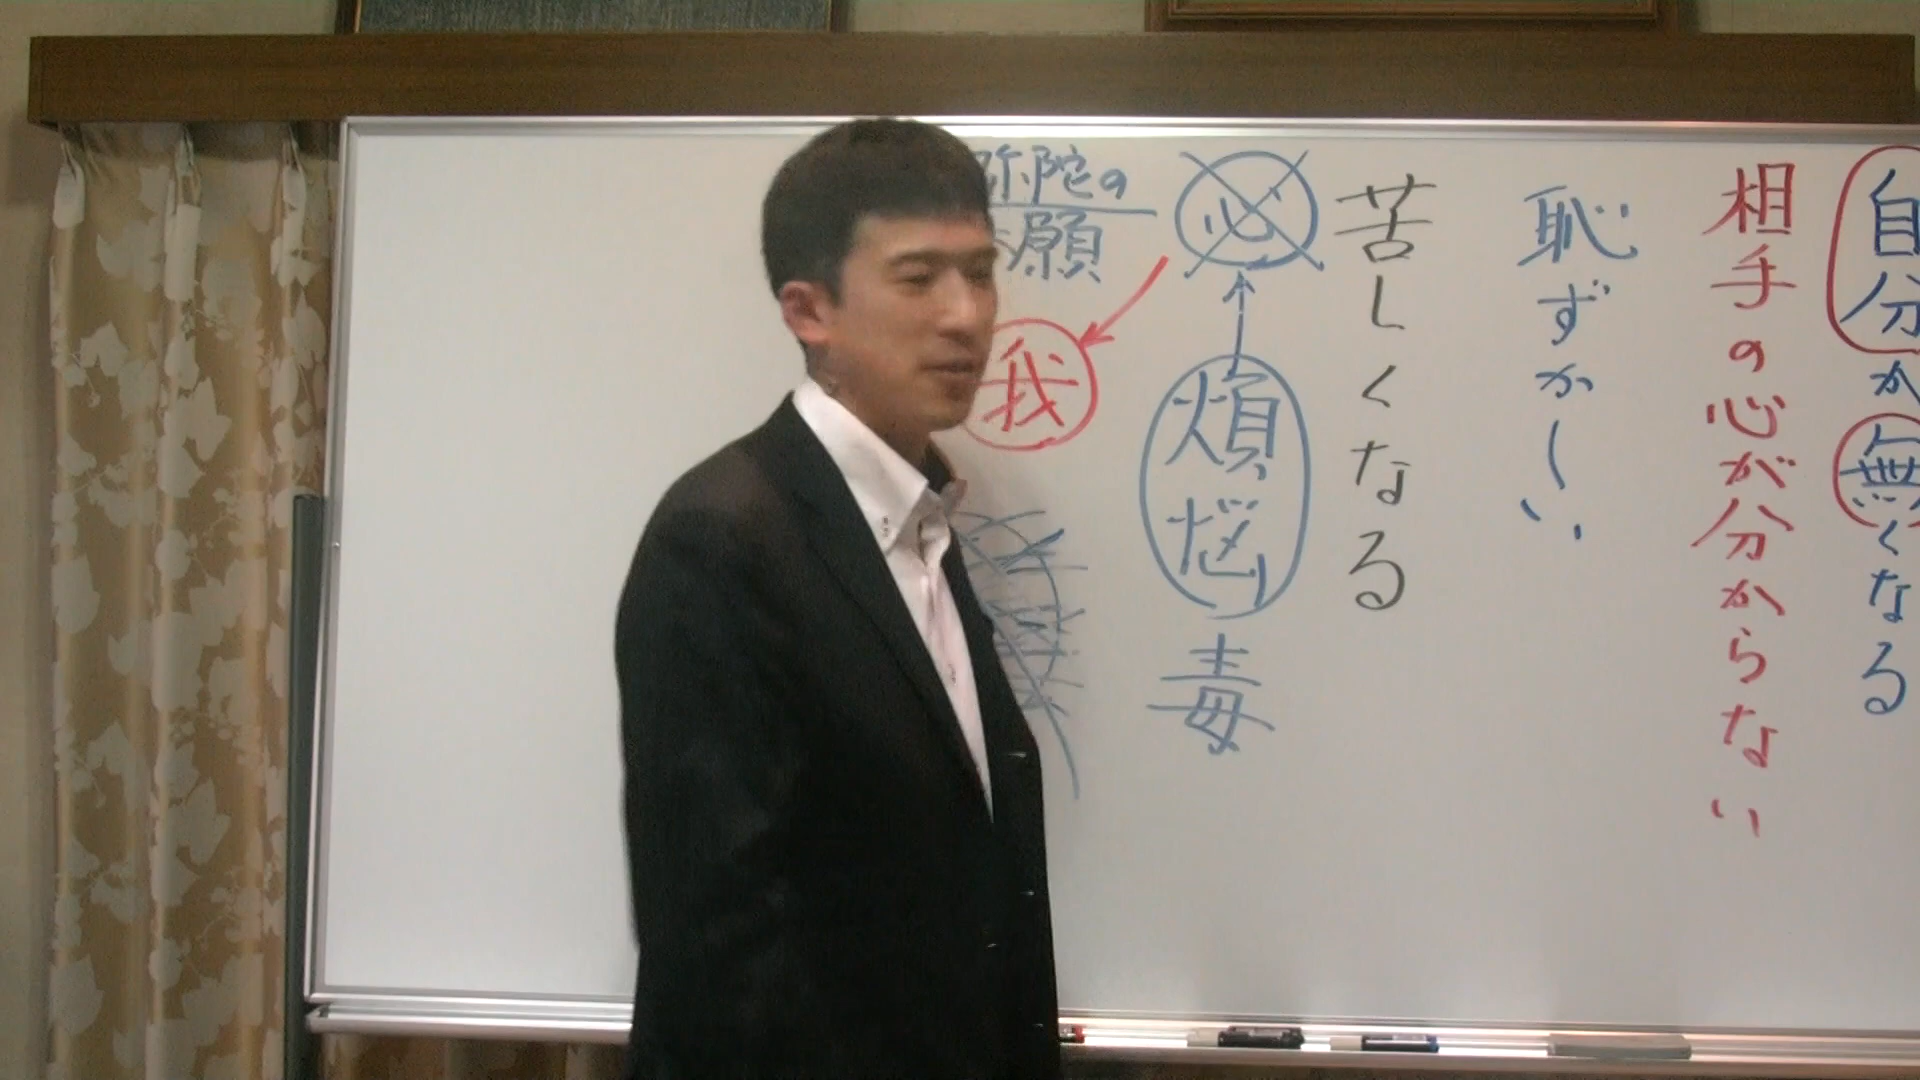 自分が無くなる
相手の心が分からない
恥ずかしい
苦しくなる
心
煩悩
毒
弥陀の
願
我